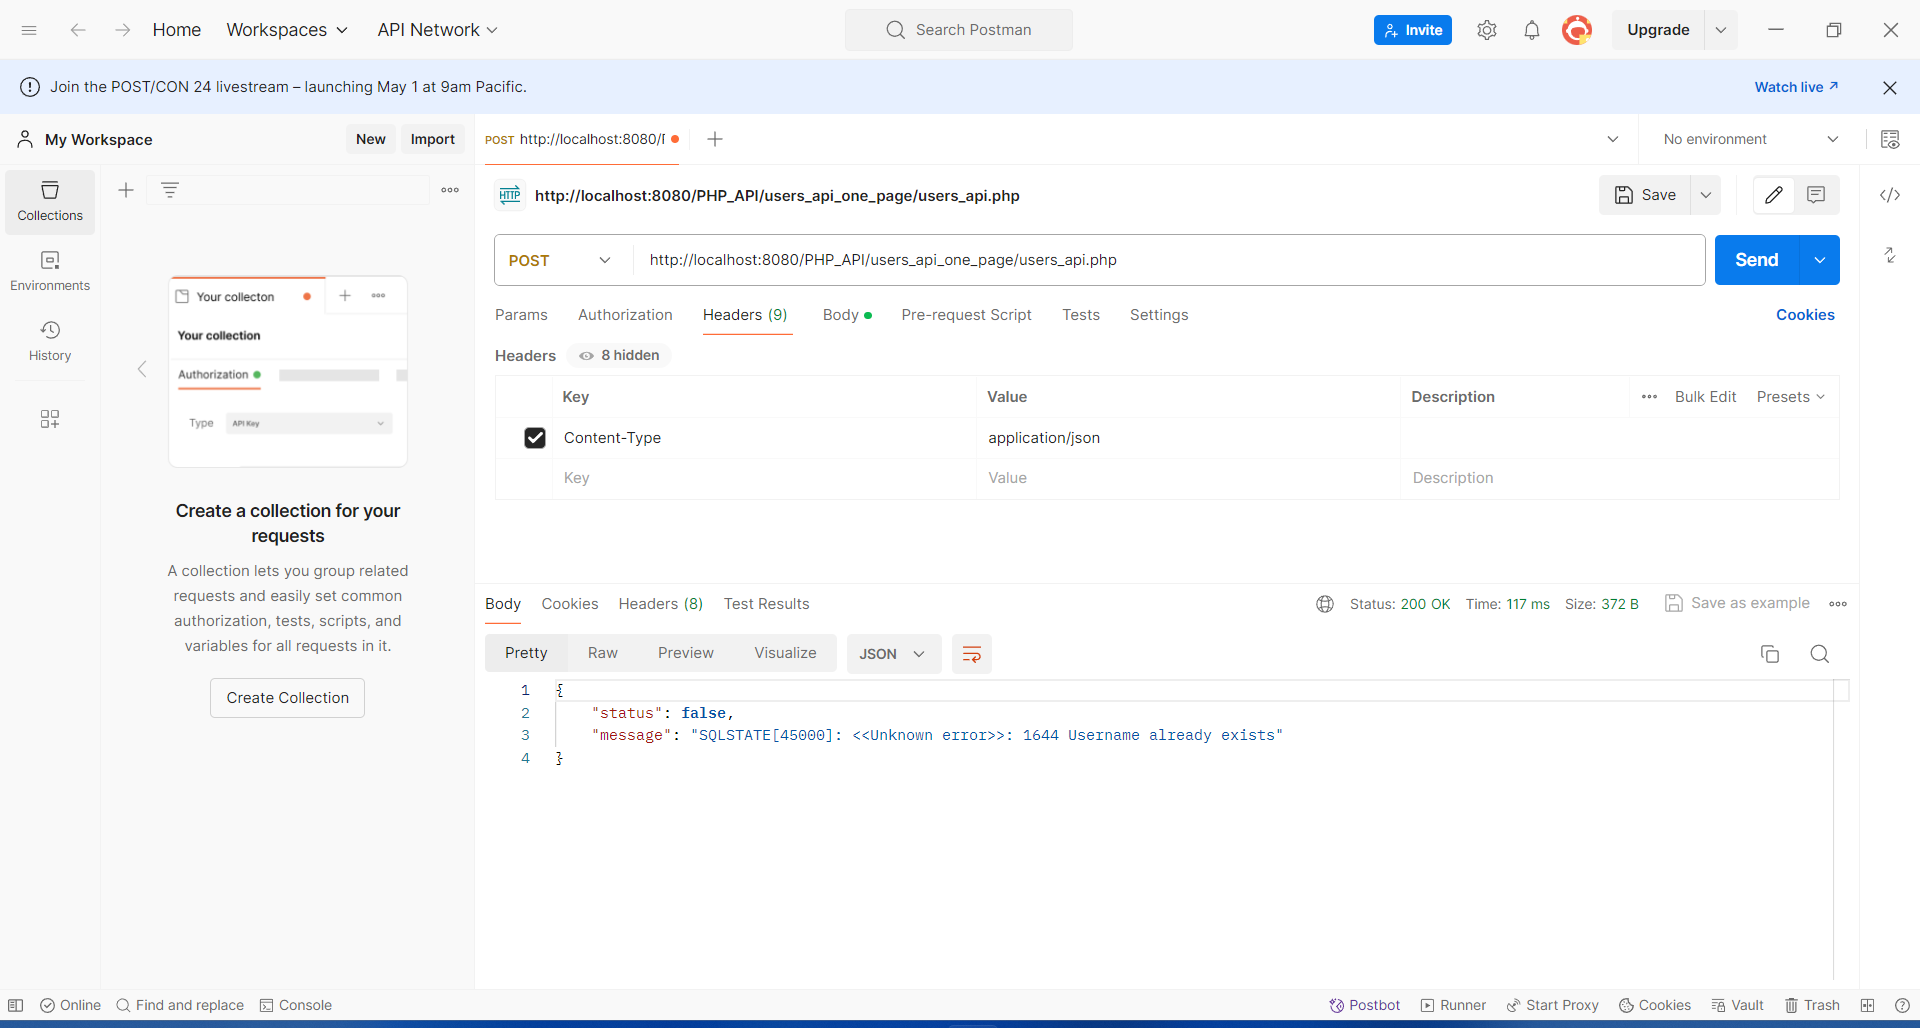 Home
Workspaces
API Network
Search Postman
Invite
Upgrade
Join the POST/CON 24 livestream – launching May 1 at 9am Pacific.
Watch live
My Workspace
New
Import
POST http://localhost:8080/
No environment
Collections
Environments
History
Your collecton
Your collection
Authorization
Type
API Key
Create a collection for your
requests
A collection lets you group related
requests and easily set common
authorization, tests, scripts, and
variables for all requests in it.
Create Collection
HTTP
http://localhost:8080/PHP_API/users_api_one_page/users_api.php
Save
POST
http://localhost:8080/PHP_API/users_api_one_page/users_api.php
Send
Params
Authorization
Headers (9)
Body
Pre-request Script
Tests
Settings
Cookies
Headers
8 hidden
Key
Value
Description
Bulk Edit
Presets
Content-Type
application/json
Key
Value
Description
Body
Cookies
Headers (8)
Test Results
Status: 200 OK
Time: 117 ms
Size: 372 B
Save as example
Pretty
Raw
Preview
Visualize
JSON
1 {
2 "status": false,
3 "message": "SQLSTATE[45000]: <<Unknown error>>: 1644 Username already exists"
4 }
Online
Find and replace
Console
Postbot
Runner
Start Proxy
Cookies
Vault
Trash